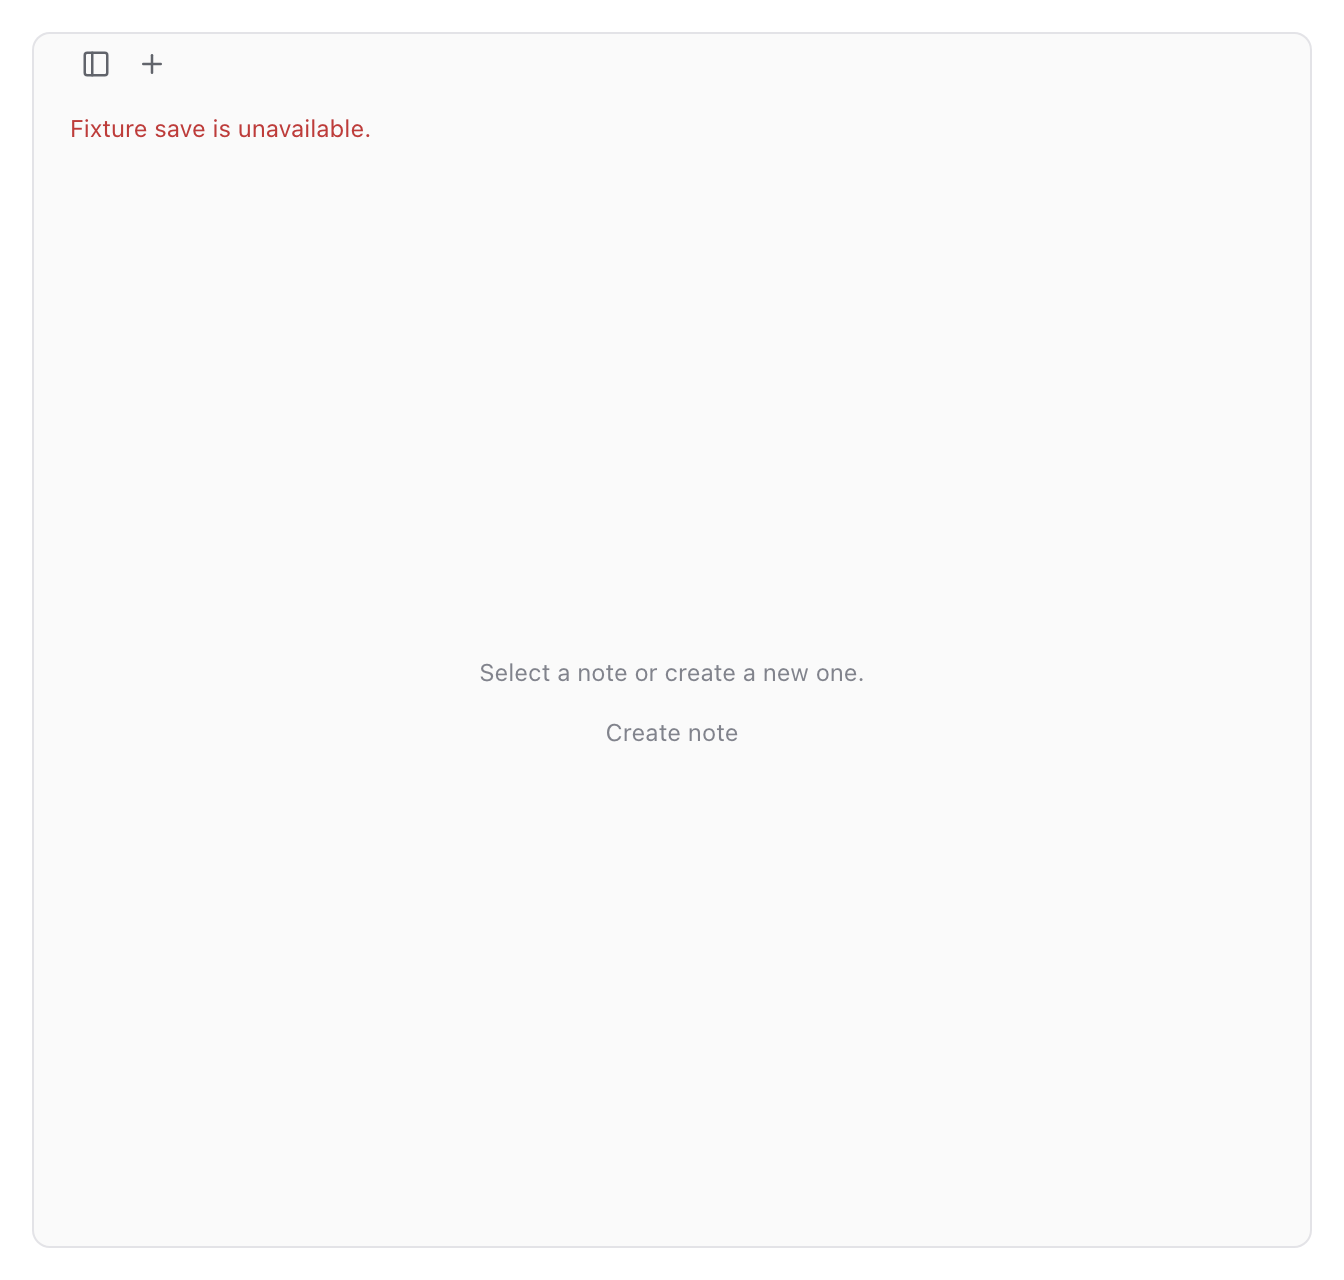 Fixture save is unavailable.
Select a note or create a new one.
Create note